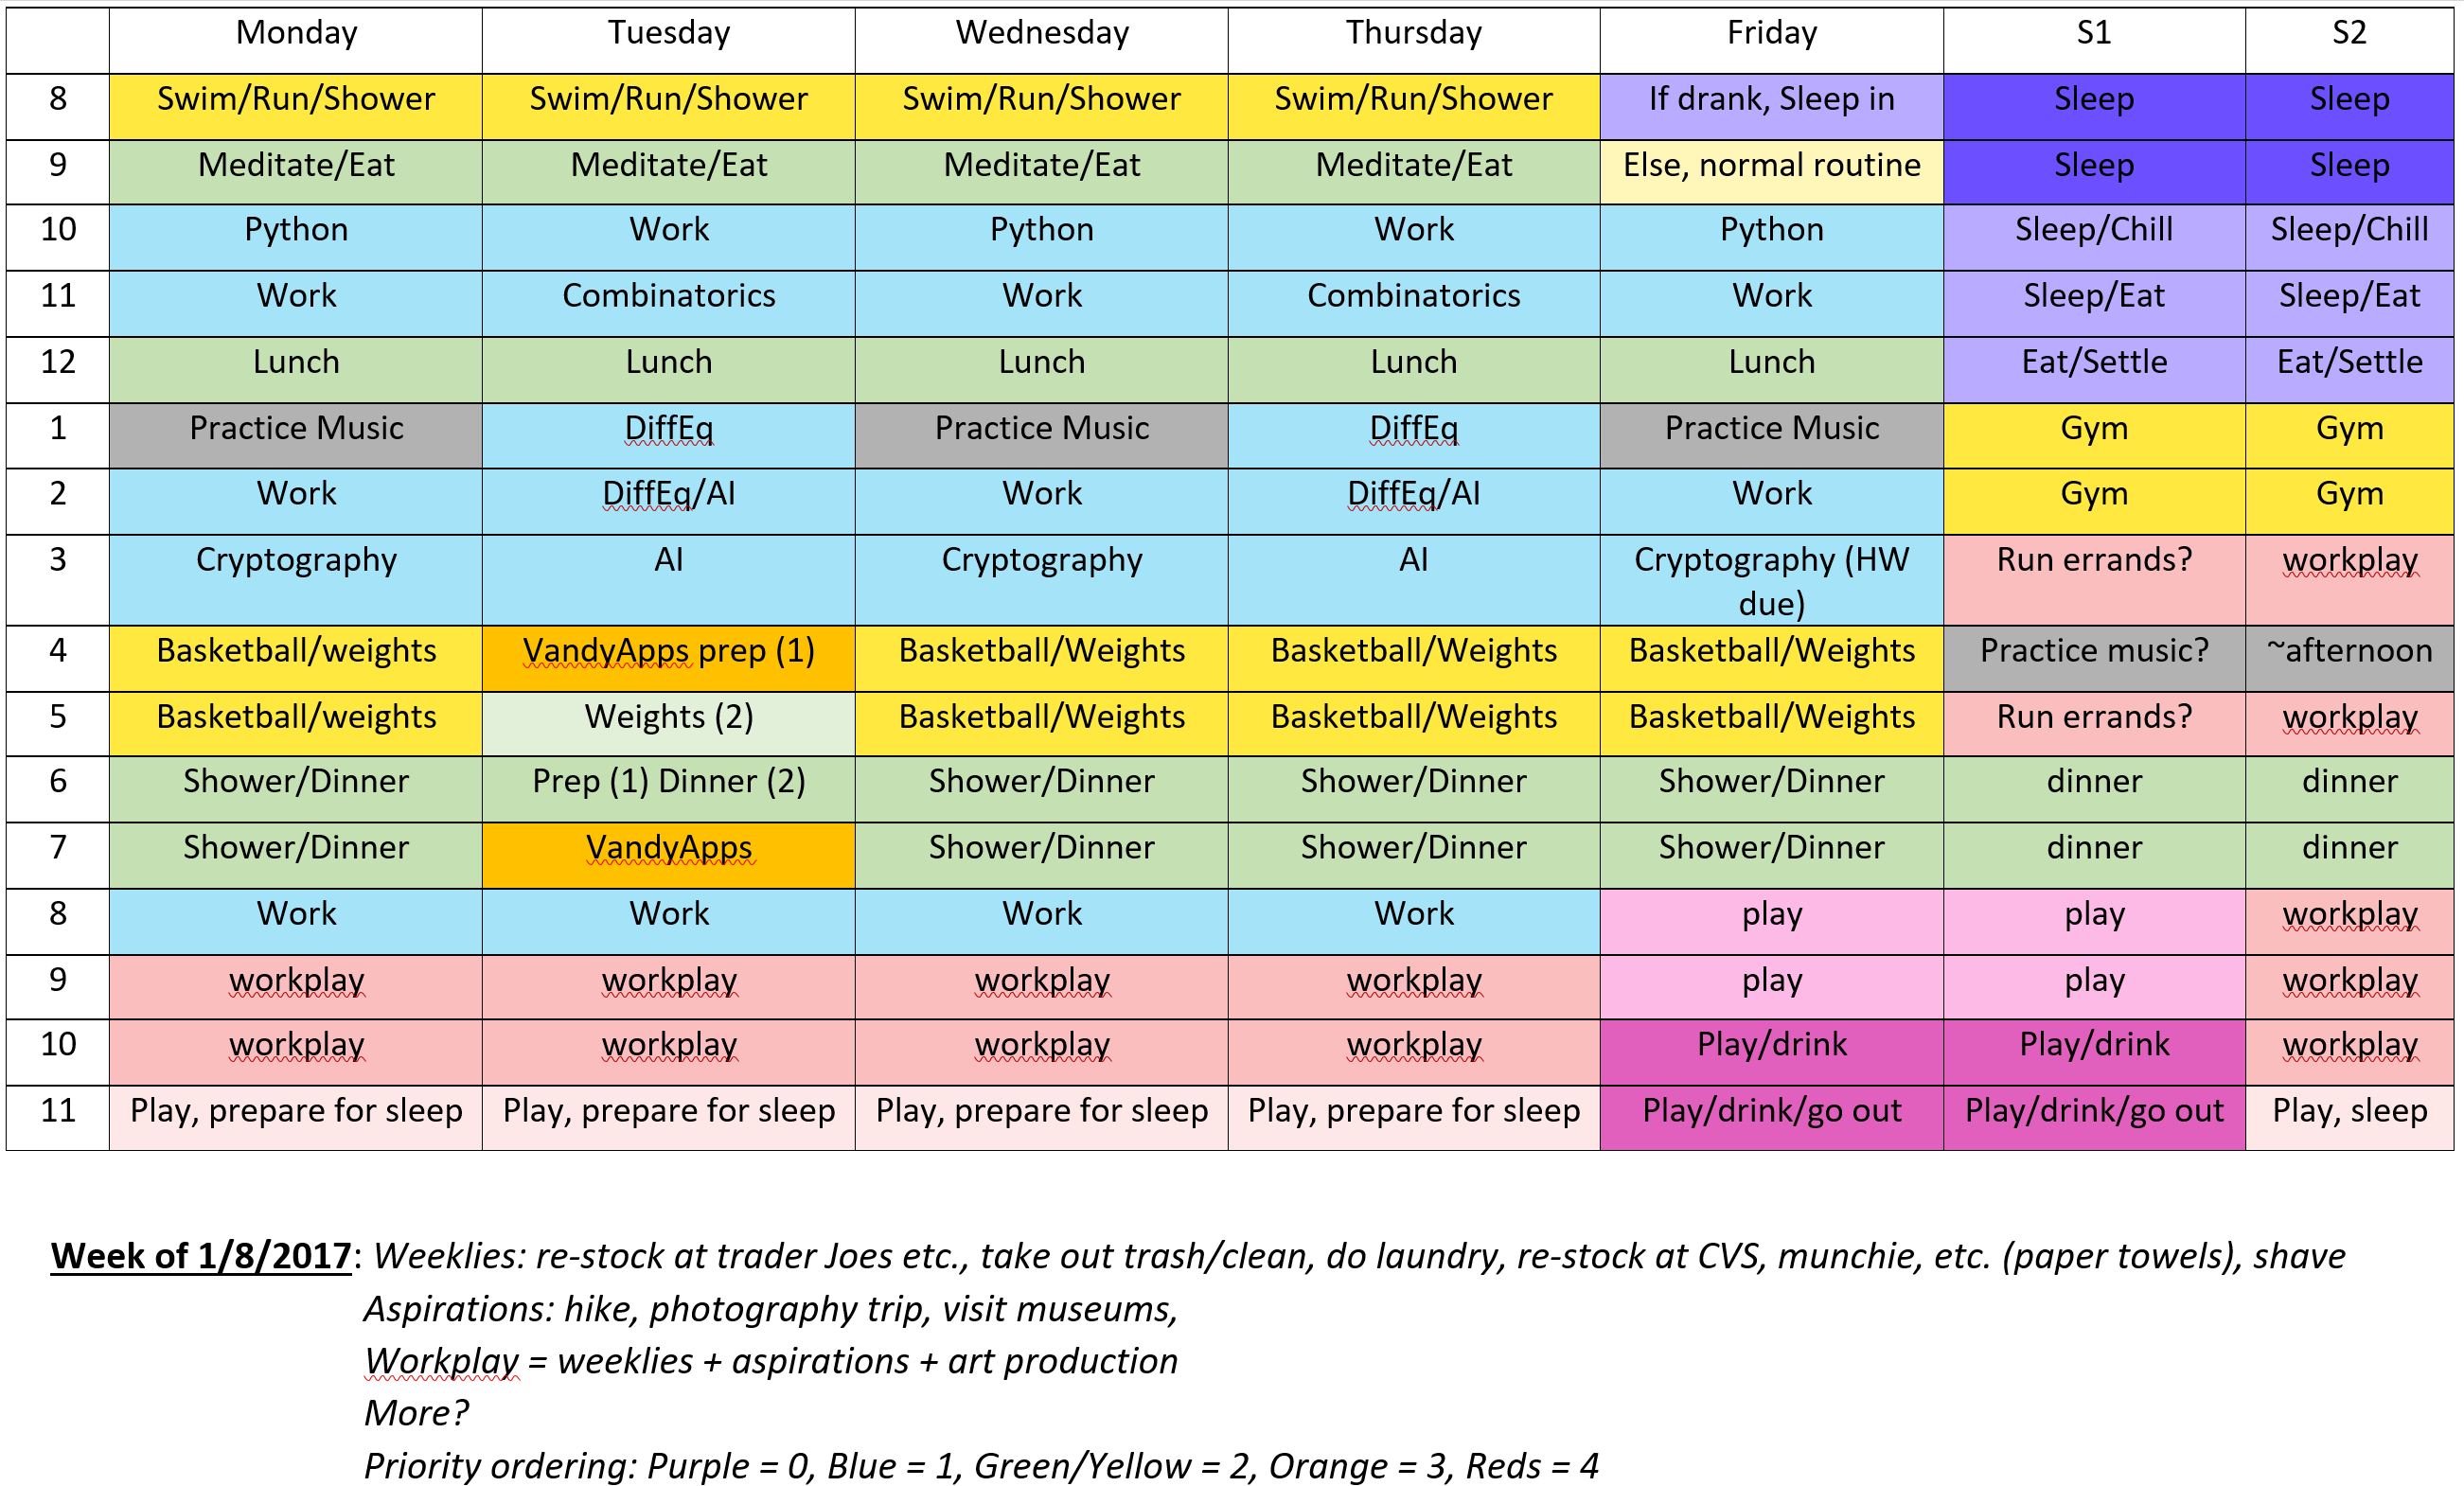 Monday Tuesday Wednesday Thursday Friday S1 S2
8 Swim/Run/Shower Swim/Run/Shower Swim/Run/Shower Swim/Run/Shower If drank, Sleep in Sleep Sleep
9 Meditate/Eat Meditate/Eat Meditate/Eat Meditate/Eat Else, normal routine Sleep Sleep
10 Python Work Python Work Python Sleep/Chill Sleep/Chill
11 Work Combinatorics Work Combinatorics Work Sleep/Eat Sleep/Eat
12 Lunch Lunch Lunch Lunch Lunch Eat/Settle Eat/Settle
1 Practice Music DiffEq Practice Music DiffEq Practice Music Gym Gym
2 Work DiffEq/AI Work DiffEq/AI Work Gym Gym
3 Cryptography AI Cryptography AI Cryptography (HW Run errands? workplay
due)
4 Basketball/weights VandyApps prep (1) Basketball/Weights Basketball/Weights Basketball/Weights Practice music? ~afternoon
5 Basketball/weights Weights (2) Basketball/Weights Basketball/Weights Basketball/Weights Run errands? workplay
6 Shower/Dinner Prep (1) Dinner (2) Shower/Dinner Shower/Dinner Shower/Dinner dinner dinner
7 Shower/Dinner VandyApps Shower/Dinner Shower/Dinner Shower/Dinner dinner dinner
8 Work Work Work Work play play workplay
9 workplay workplay workplay workplay play play workplay
10 workplay workplay workplay workplay Play/drink Play/drink workplay
11 Play, prepare for sleep Play, prepare for sleep Play, prepare for sleep Play, prepare for sleep Play/drink/go out Play/drink/go out Play, sleep
Week of 1/8/2017: Weeklies: re-stock at trader Joes etc., take out trash/clean, do laundry, re-stock at CVS, munchie, etc. (paper towels), shave
Aspirations: hike, photography trip, visit museums,
Workplay = weeklies + aspirations + art production
More?
Priority ordering: Purple = 0, Blue = 1, Green/Yellow = 2, Orange = 3, Reds = 4